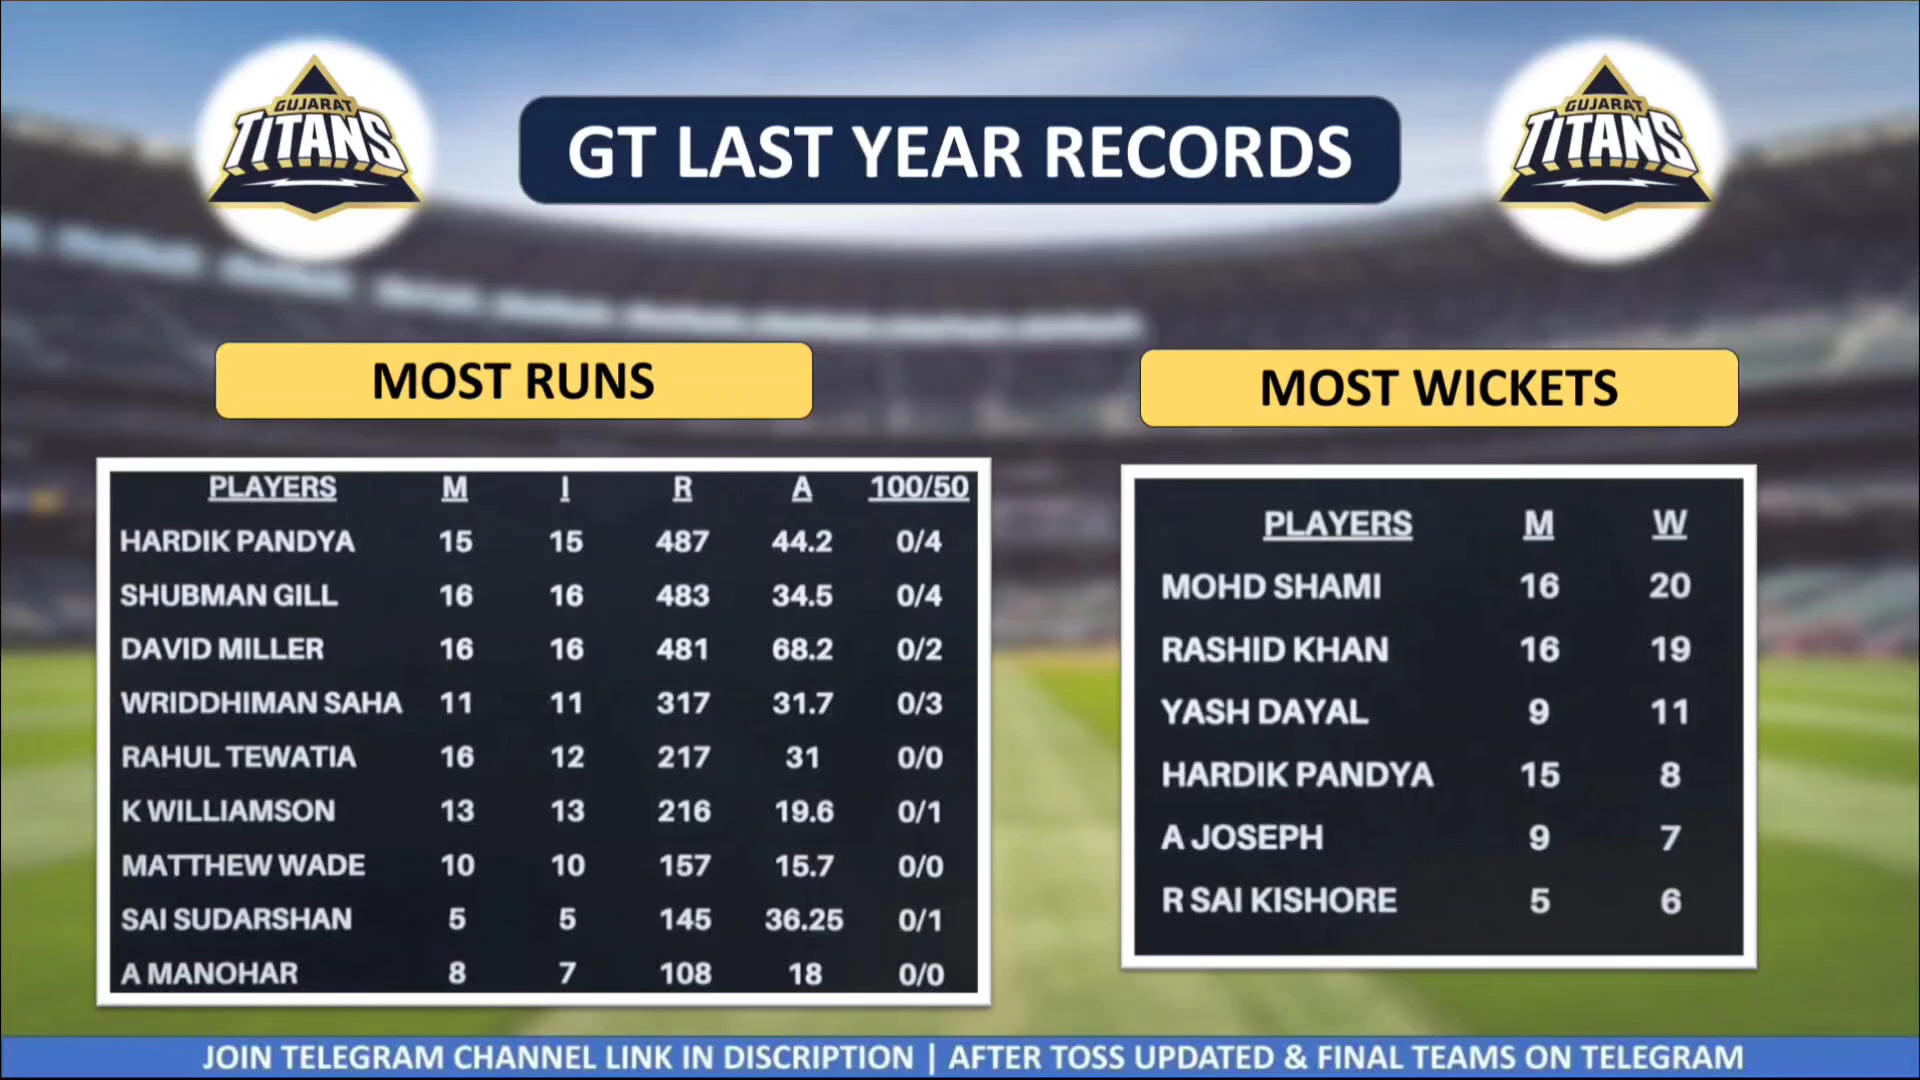 GUJARAT
TITANS
GT LAST YEAR RECORDS
GUJARAT
TITANS
MOST RUNS
PLAYERS M I R A 100/50
HARDIK PANDYA 15 15 487 44.2 0/4
SHUBMAN GILL 16 16 483 34.5 0/4
DAVID MILLER 16 16 481 68.2 0/2
WRIDDHIMAN SAHA 11 11 317 31.7 0/3
RAHUL TEWATIA 16 12 217 31 0/0
K WILLIAMSON 13 13 216 19.6 0/1
MATTHEW WADE 10 10 157 15.7 0/0
SAI SUDARSHAN 5 5 145 36.25 0/1
A MANOHAR 8 7 108 18 0/0
MOST WICKETS
PLAYERS M W
MOHD SHAMI 16 20
RASHID KHAN 16 19
YASH DAYAL 9 11
HARDIK PANDYA 15 8
A JOSEPH 9 7
R SAI KISHORE 5 6
JOIN TELEGRAM CHANNEL LINK IN DISCRIPTION | AFTER TOSS UPDATED & FINAL TEAMS ON TELEGRAM